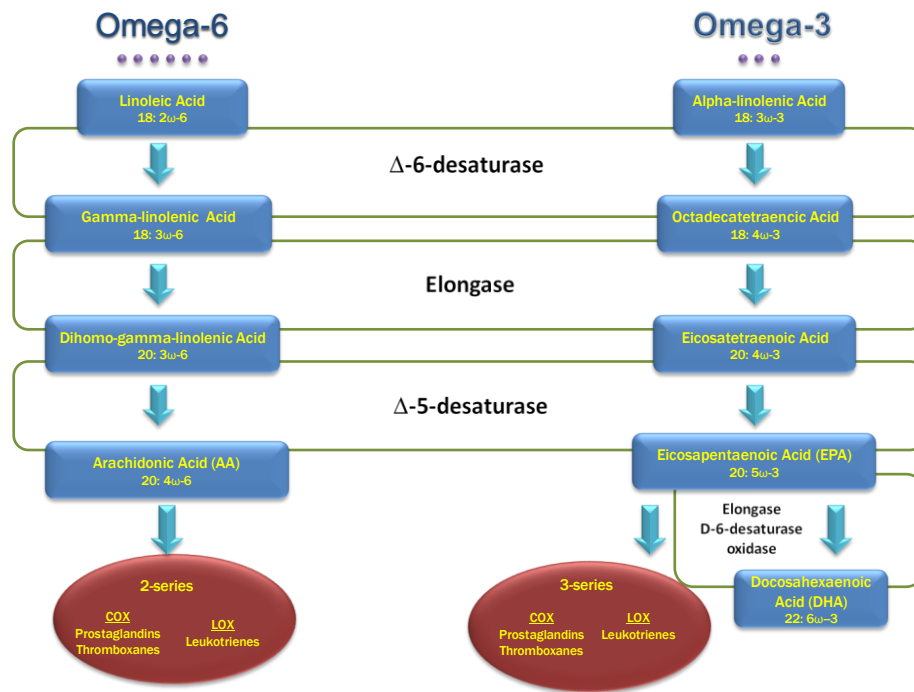 Omega-6
Omega-3
Linoleic Acid
18: 2ω-6
Alpha-linolenic Acid
18: 3ω-3
Δ-6-desaturase
Gamma-linolenic Acid
18: 3ω-6
Octadecatetraencic Acid
18: 4ω-3
Elongase
Dihomo-gamma-linolenic Acid
20: 3ω-6
Eicosatetraenoic Acid
20: 4ω-3
Δ-5-desaturase
Arachidonic Acid (AA)
20: 4ω-6
Eicosapentaenoic Acid (EPA)
20: 5ω-3
Elongase
D-6-desaturase
oxidase
Docosahexaenoic
Acid (DHA)
22: 6ω–3
2-series
COX
Prostaglandins
Thromboxanes
LOX
Leukotrienes
3-series
COX
Prostaglandins
Thromboxanes
LOX
Leukotrienes